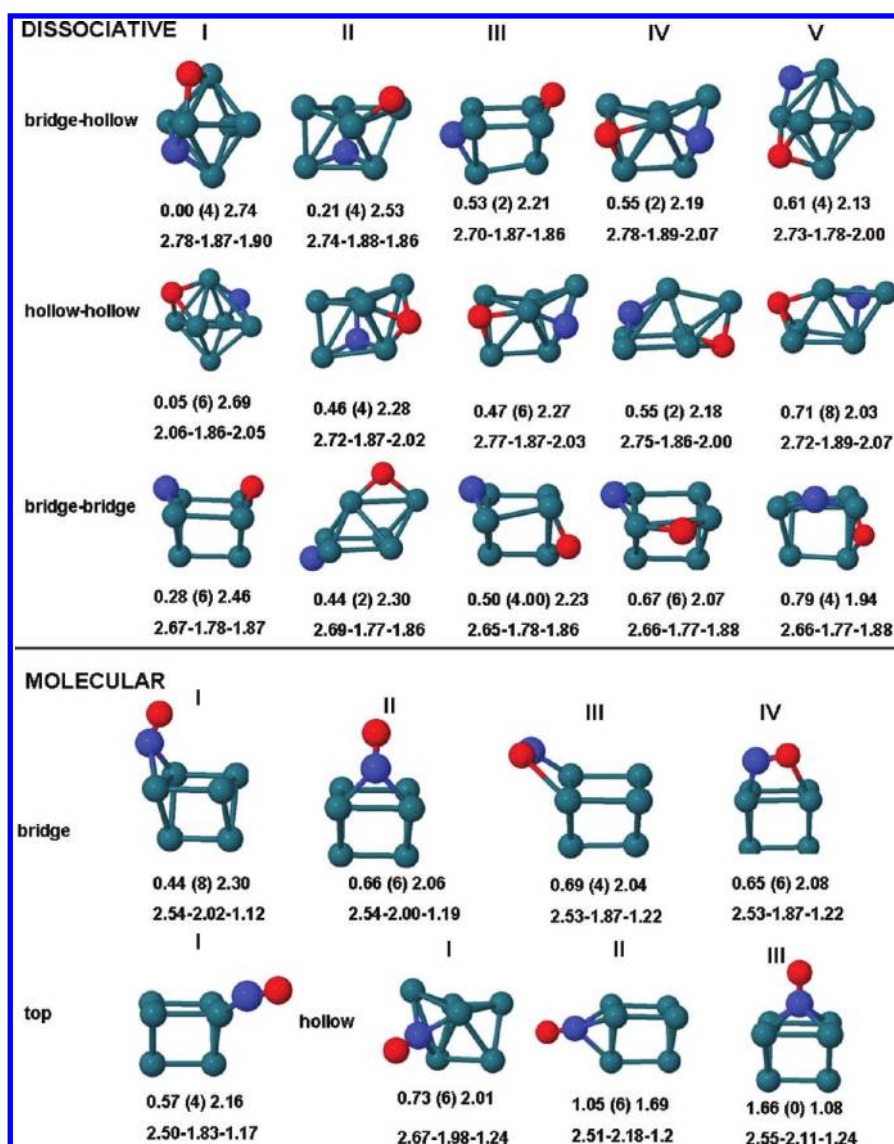 DISSOCIATIVE I II III IV V
bridge-hollow
0.00 (4) 2.74 0.21 (4) 2.53 0.53 (2) 2.21 0.55 (2) 2.19 0.61 (4) 2.13
2.78-1.87-1.90 2.74-1.88-1.86 2.70-1.87-1.86 2.78-1.89-2.07 2.73-1.78-2.00
hollow-hollow
0.05 (6) 2.69 0.46 (4) 2.28 0.47 (6) 2.27 0.55 (2) 2.18 0.71 (8) 2.03
2.06-1.86-2.05 2.72-1.87-2.02 2.77-1.87-2.03 2.75-1.86-2.00 2.72-1.89-2.07
bridge-bridge
0.28 (6) 2.46 0.44 (2) 2.30 0.50 (4.00) 2.23 0.67 (6) 2.07 0.79 (4) 1.94
2.67-1.78-1.87 2.69-1.77-1.86 2.65-1.78-1.86 2.66-1.77-1.88 2.66-1.77-1.88
MOLECULAR
I II III IV
bridge
0.44 (8) 2.30 0.66 (6) 2.06 0.69 (4) 2.04 0.65 (6) 2.08
2.54-2.02-1.12 2.54-2.00-1.19 2.53-1.87-1.22 2.53-1.87-1.22
I I II III
top hollow
0.57 (4) 2.16 0.73 (6) 2.01 1.05 (6) 1.69 1.66 (0) 1.08
2.50-1.83-1.17 2.67-1.98-1.24 2.51-2.18-1.2 2.55-2.11-1.24